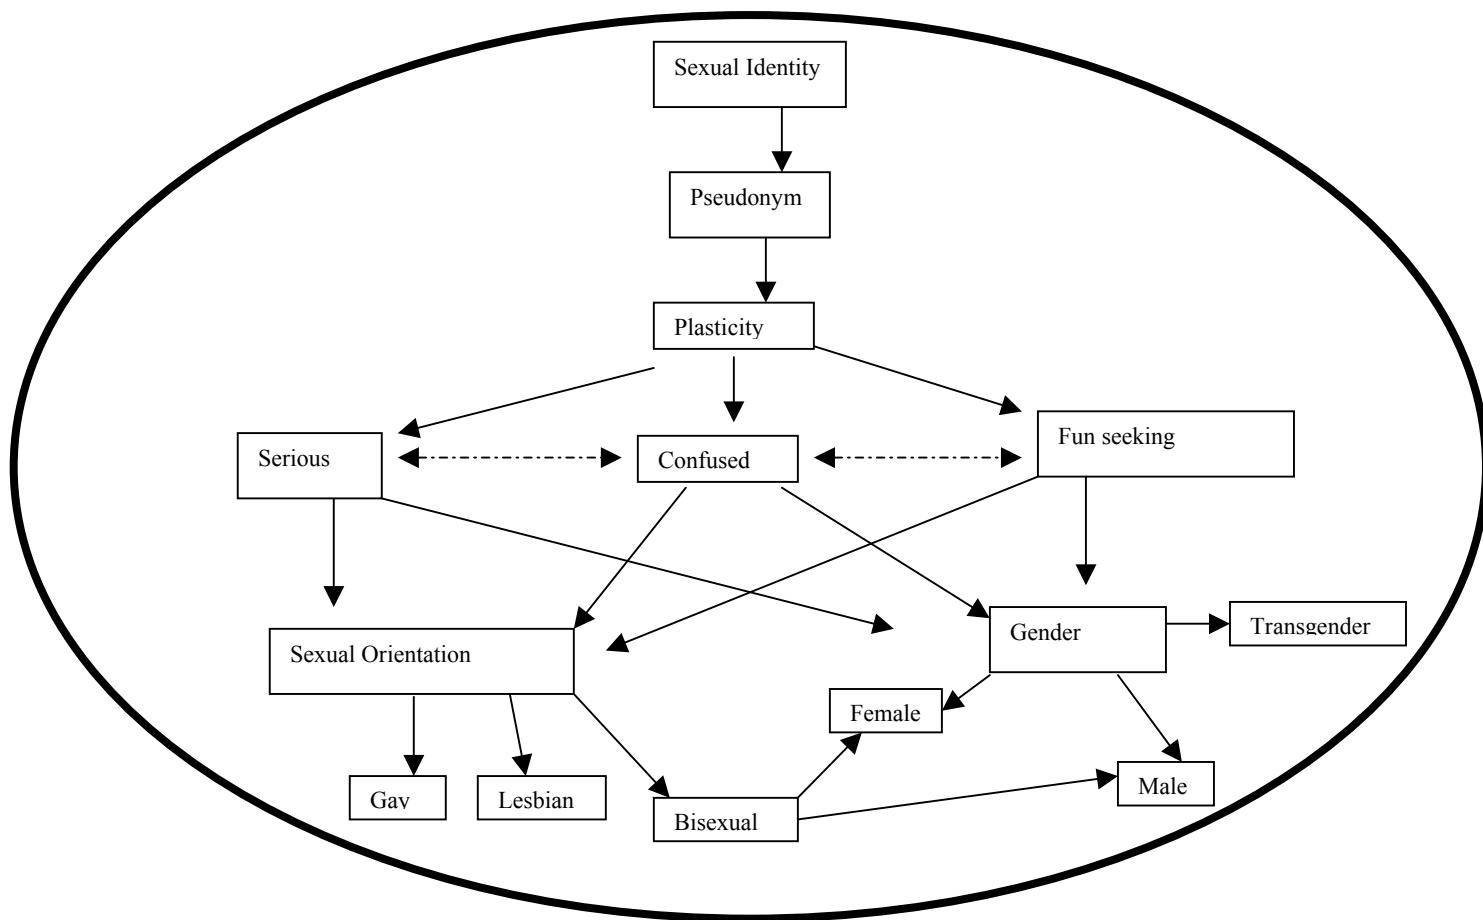 Sexual Identity
Pseudonym
Plasticity
Serious
Confused
Fun seeking
Sexual Orientation
Gender
Transgender
Female
Gay
Lesbian
Bisexual
Male